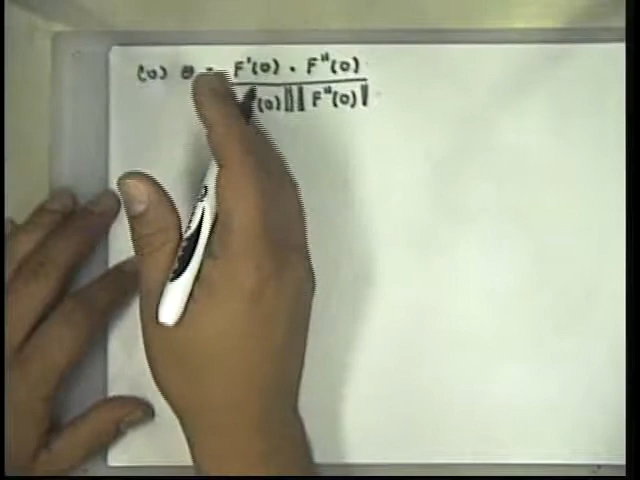 (o) θ = F'(0) . F"(0)
(0)‖‖ F"(0)‖